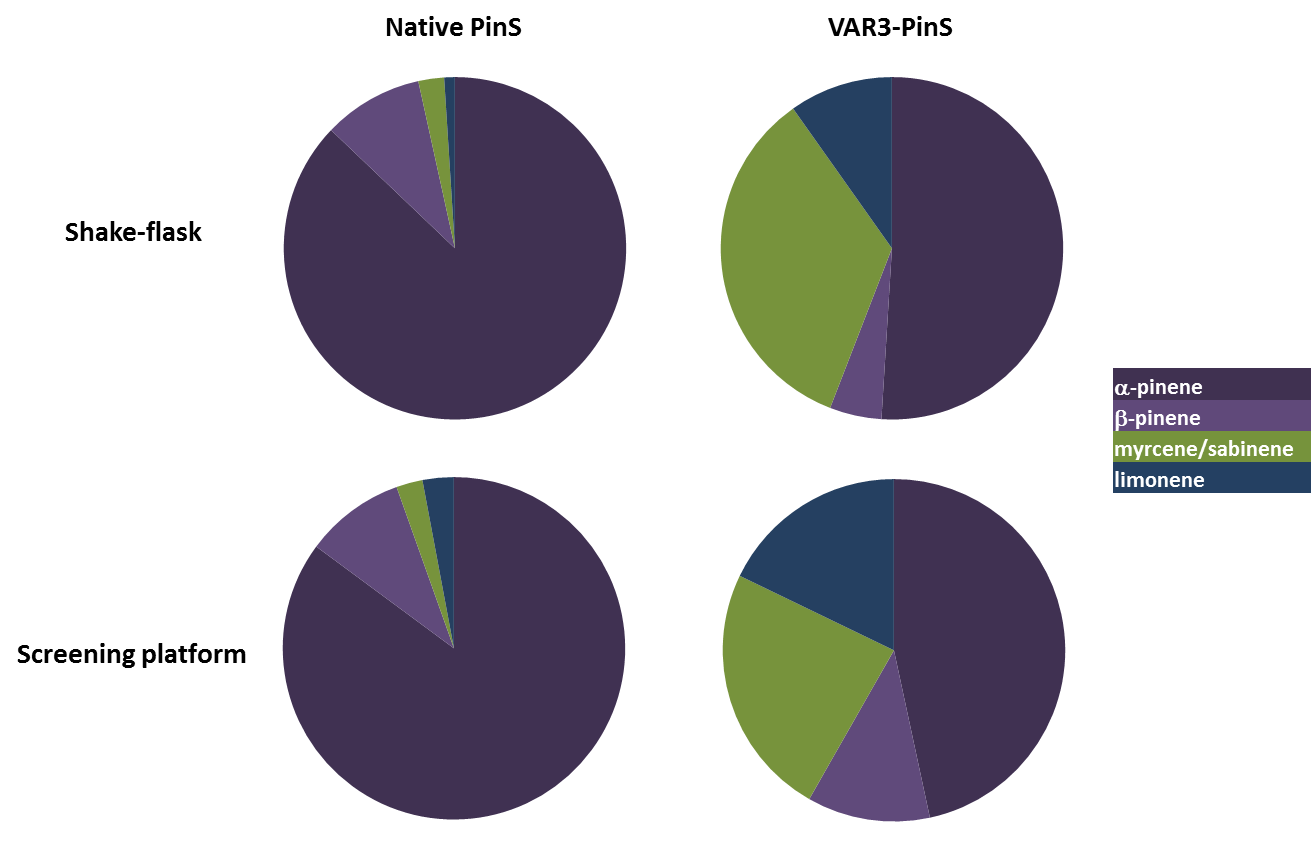 Native PinS
VAR3-PinS
Shake-flask
α-pinene
β-pinene
myrcene/sabinene
limonene
Screening platform